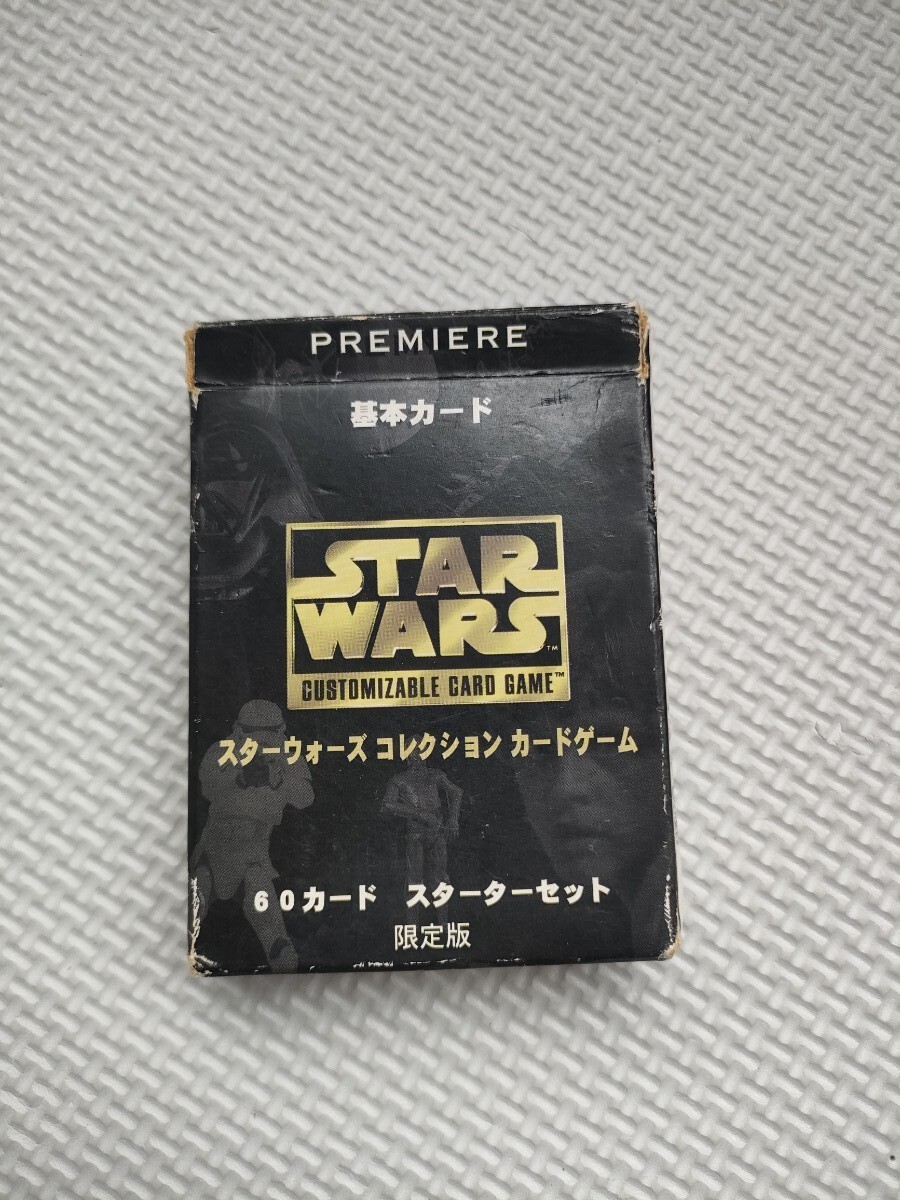 PREMIERE
基本カード
STAR
WARS™
CUSTOMIZABLE CARD GAME™
スターウォーズ コレクション カードゲーム
60カード スターターセット
限定版